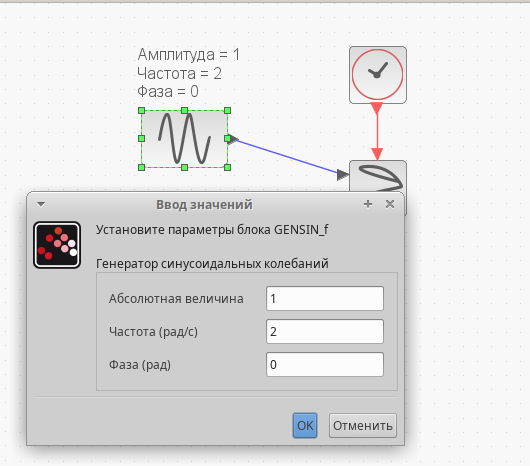 Амплитуда = 1
Частота = 2
Фаза = 0
Ввод значений
Установите параметры блока GENSIN_f
Генератор синусоидальных колебаний
Абсолютная величина 1
Частота (рад/с) 2
Фаза (рад) 0
OK Отменить